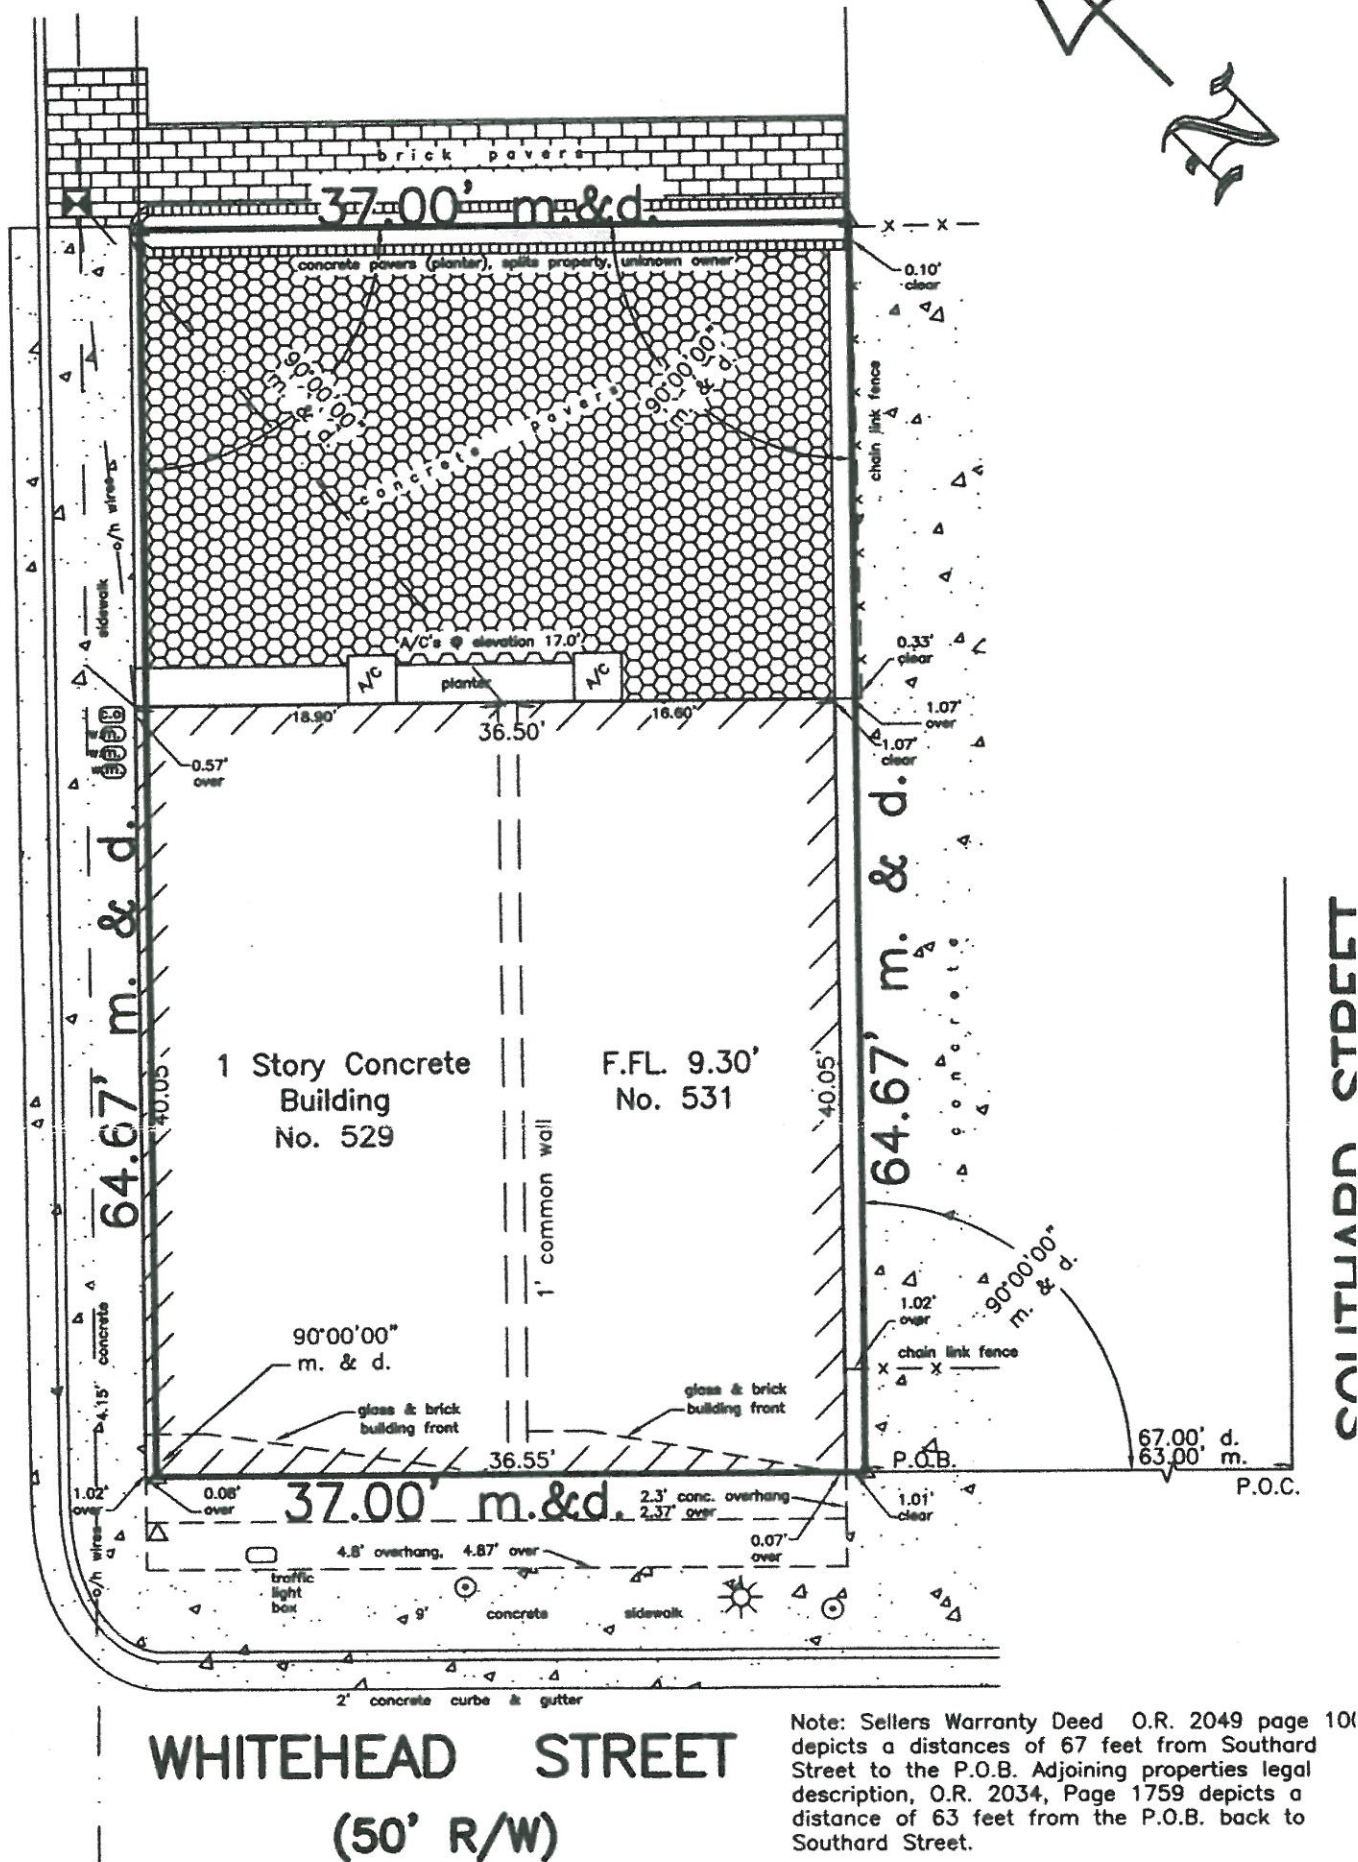 N
brick pavers
37.00' m.&d.
concrete pavers (planter), splits property, unknown owner
0.10'
clear
90°00'00"
m. & d.
90°00'00"
m. & d.
concrete pavers
chain link fence
o/h wires
sidewalk
A/C's @ elevation 17.0'
A/C
planter
A/C
0.33'
clear
18.90'
36.50'
16.60'
1.07'
over
1.07'
clear
0.57'
over
64.67' m. & d.
40.05'
1 Story Concrete
Building
No. 529
F.FL. 9.30'
No. 531
1' common wall
40.05'
64.67' m. & d.
concrete
SOUTHARD STREET
90°00'00"
m. & d.
1.02'
over
chain link fence
90°00'00"
m. & d.
4.15' concrete
glass & brick
building front
glass & brick
building front
36.55'
P.O.B.
67.00' d.
63.00' m.
P.O.C.
1.02'
over
0.08'
over
37.00' m.&d.
2.3' conc. overhang
2.37' over
1.01'
clear
0.07'
over
4.8' overhang, 4.87' over
o/h wires
traffic
light
box
9' concrete sidewalk
2' concrete curbe & gutter
WHITEHEAD STREET
(50' R/W)
Note: Sellers Warranty Deed O.R. 2049 page 100
depicts a distances of 67 feet from Southard
Street to the P.O.B. Adjoining properties legal
description, O.R. 2034, Page 1759 depicts a
distance of 63 feet from the P.O.B. back to
Southard Street.